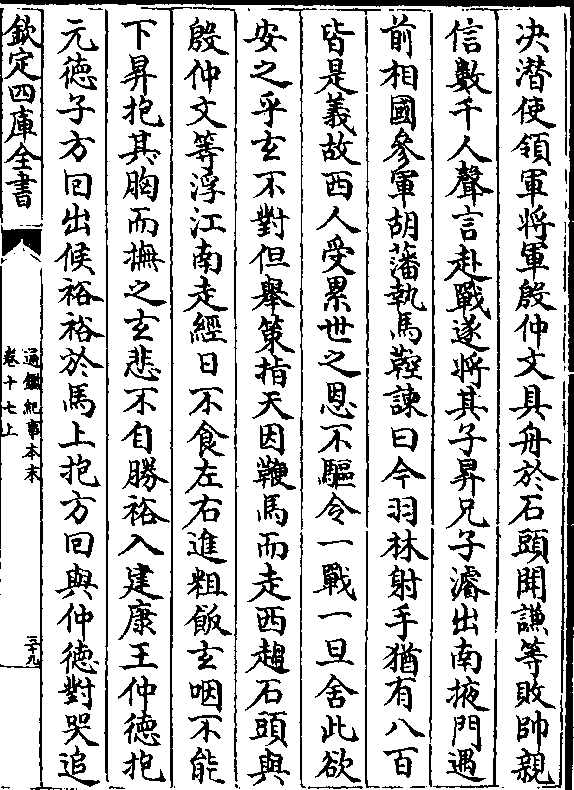 决潜使領軍将軍殷仲文具舟於石頭聞謙等敗帥親
信數千人聲言赴戰遂将其子昇兄子濬出南掖門遇
前相國參軍胡藩執馬鞚諫曰今羽林射手猶有八百
皆是義故西人受累世之恩不驅令一戰一旦舍此欲
安之乎玄不對但舉策指天因鞭馬而走西趨石頭與
殷仲文等浮江南走經日不食左右進粗飯玄咽不能
下昇抱其胸而撫之玄悲不自勝裕入建康王仲德抱
元德子方回出候裕裕於馬上抱方回與仲德對哭追
欽定四庫全書
通鑑紀事本末
卷十七上
三十九